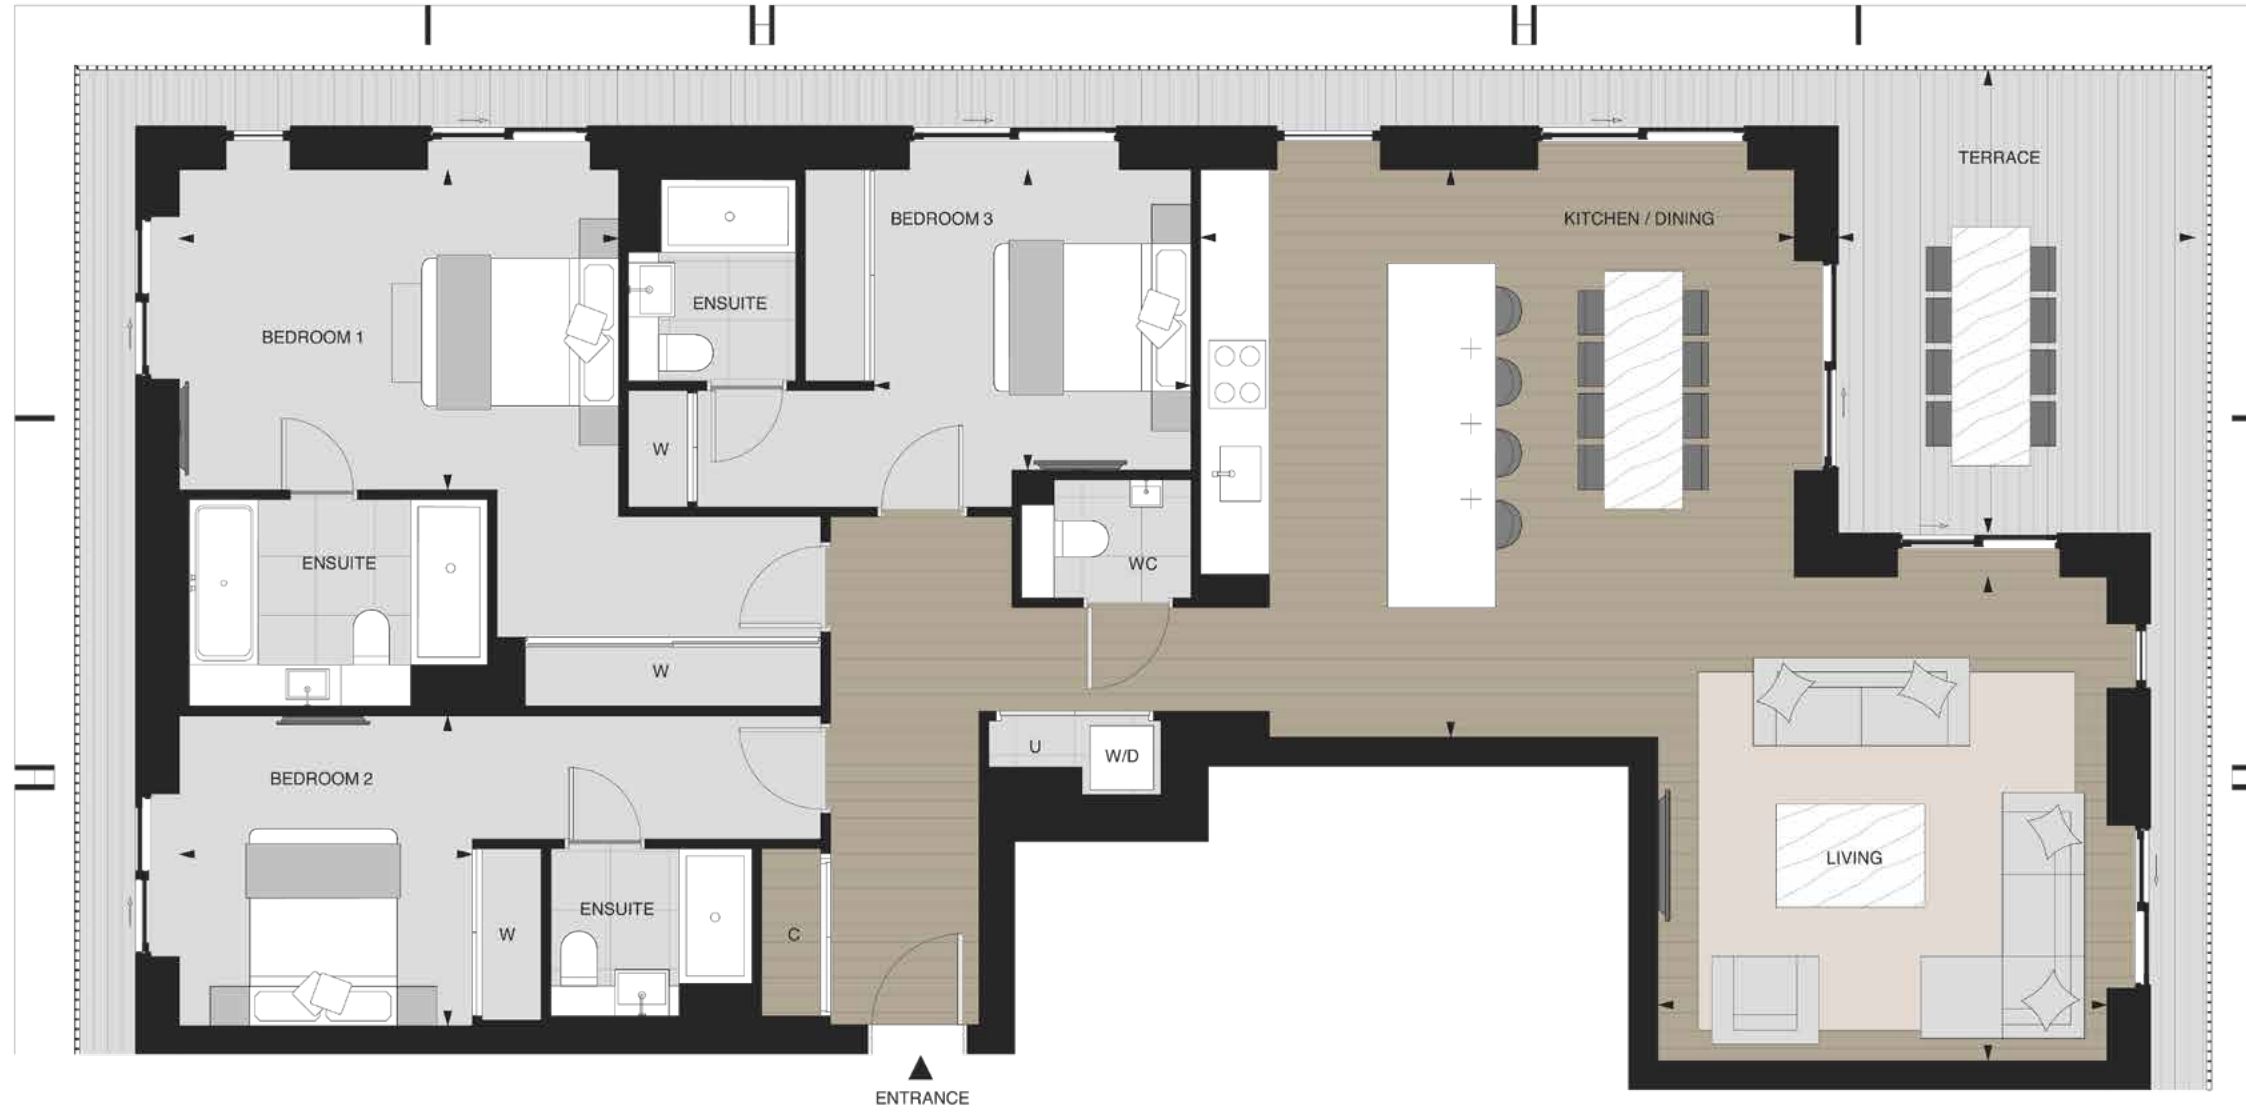 TERRACE
BEDROOM 3
KITCHEN / DINING
ENSUITE
BEDROOM 1
W
ENSUITE
WC
W
U
W/D
BEDROOM 2
LIVING
ENSUITE
W
C
ENTRANCE